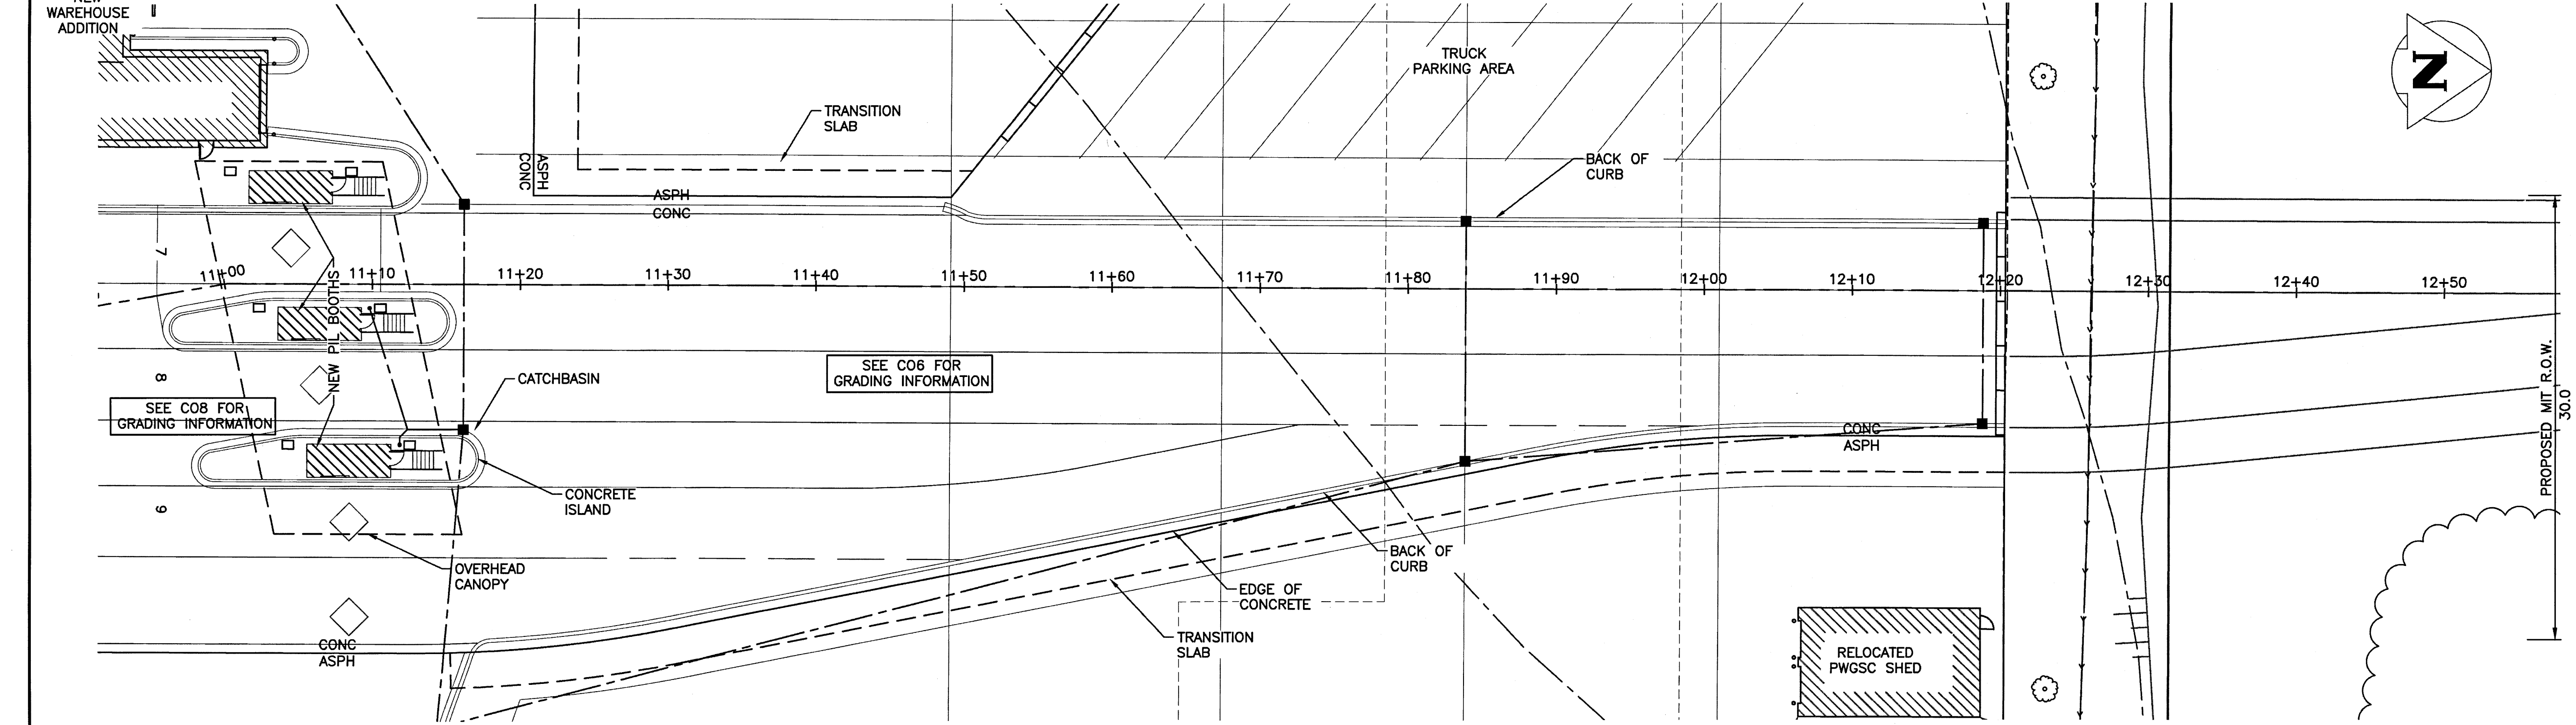 NEW
WAREHOUSE
ADDITION
N
TRUCK
PARKING AREA
TRANSITION
SLAB
ASPH
CONC
BACK OF
CURB
ASPH
CONC
7
11+00
11+10
11+20
11+30
11+40
11+50
11+60
11+70
11+80
11+90
12+00
12+10
12+20
12+30
12+40
12+50
NEW PIL BOOTHS
8
CATCHBASIN
SEE C06 FOR
GRADING INFORMATION
SEE C08 FOR
GRADING INFORMATION
CONC
ASPH
PROPOSED MIT R.O.W.
30.0
9
CONCRETE
ISLAND
OVERHEAD
CANOPY
BACK OF
CURB
EDGE OF
CONCRETE
TRANSITION
SLAB
CONC
ASPH
RELOCATED
PWGSC SHED